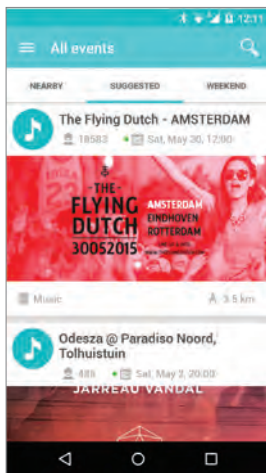 12:11
All events
NEARBY SUGGESTED WEEKEND
The Flying Dutch - AMSTERDAM
18583 Sat, May 30, 12:00
-THE-
FLYING
DUTCH
30052015
AMSTERDAM
EINDHOVEN
ROTTERDAM
Music 3.5 km
Odesza @ Paradiso Noord,
Tolhuistuin
486 Sat, May 2, 20:00
JARREAU VANDAL